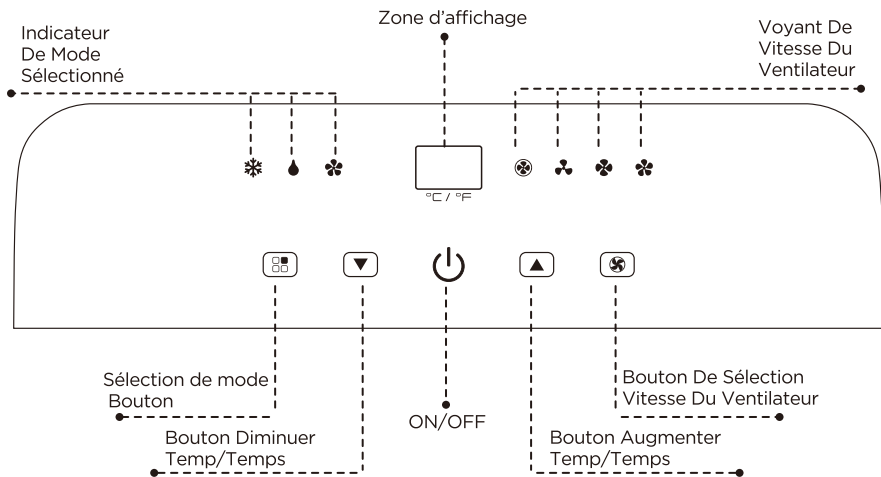 Indicateur
De Mode
Sélectionné
Zone d’affichage
Voyant De
Vitesse Du
Ventilateur
°C / °F
Sélection de mode
Bouton
Bouton Diminuer
Temp/Temps
ON/OFF
Bouton Augmenter
Temp/Temps
Bouton De Sélection
Vitesse Du Ventilateur